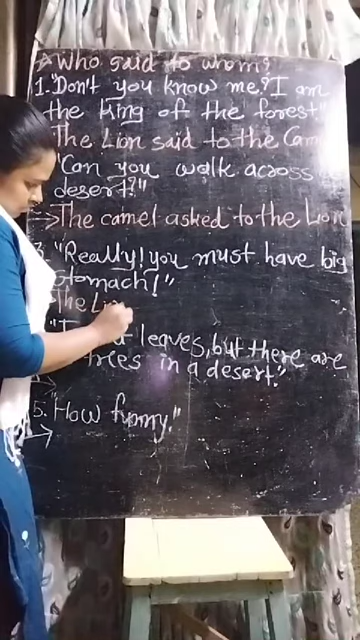 Who said to whom?
1. "Don't you know me? I am
the king of the forest."
The Lion said to the Cam
"Can you walk across
desert?"
→ The camel asked to the Lion
3. "Really! you must have big
stomach!"
The Lion
leaves, but there are
trees in a desert."
5. "How funny."
→